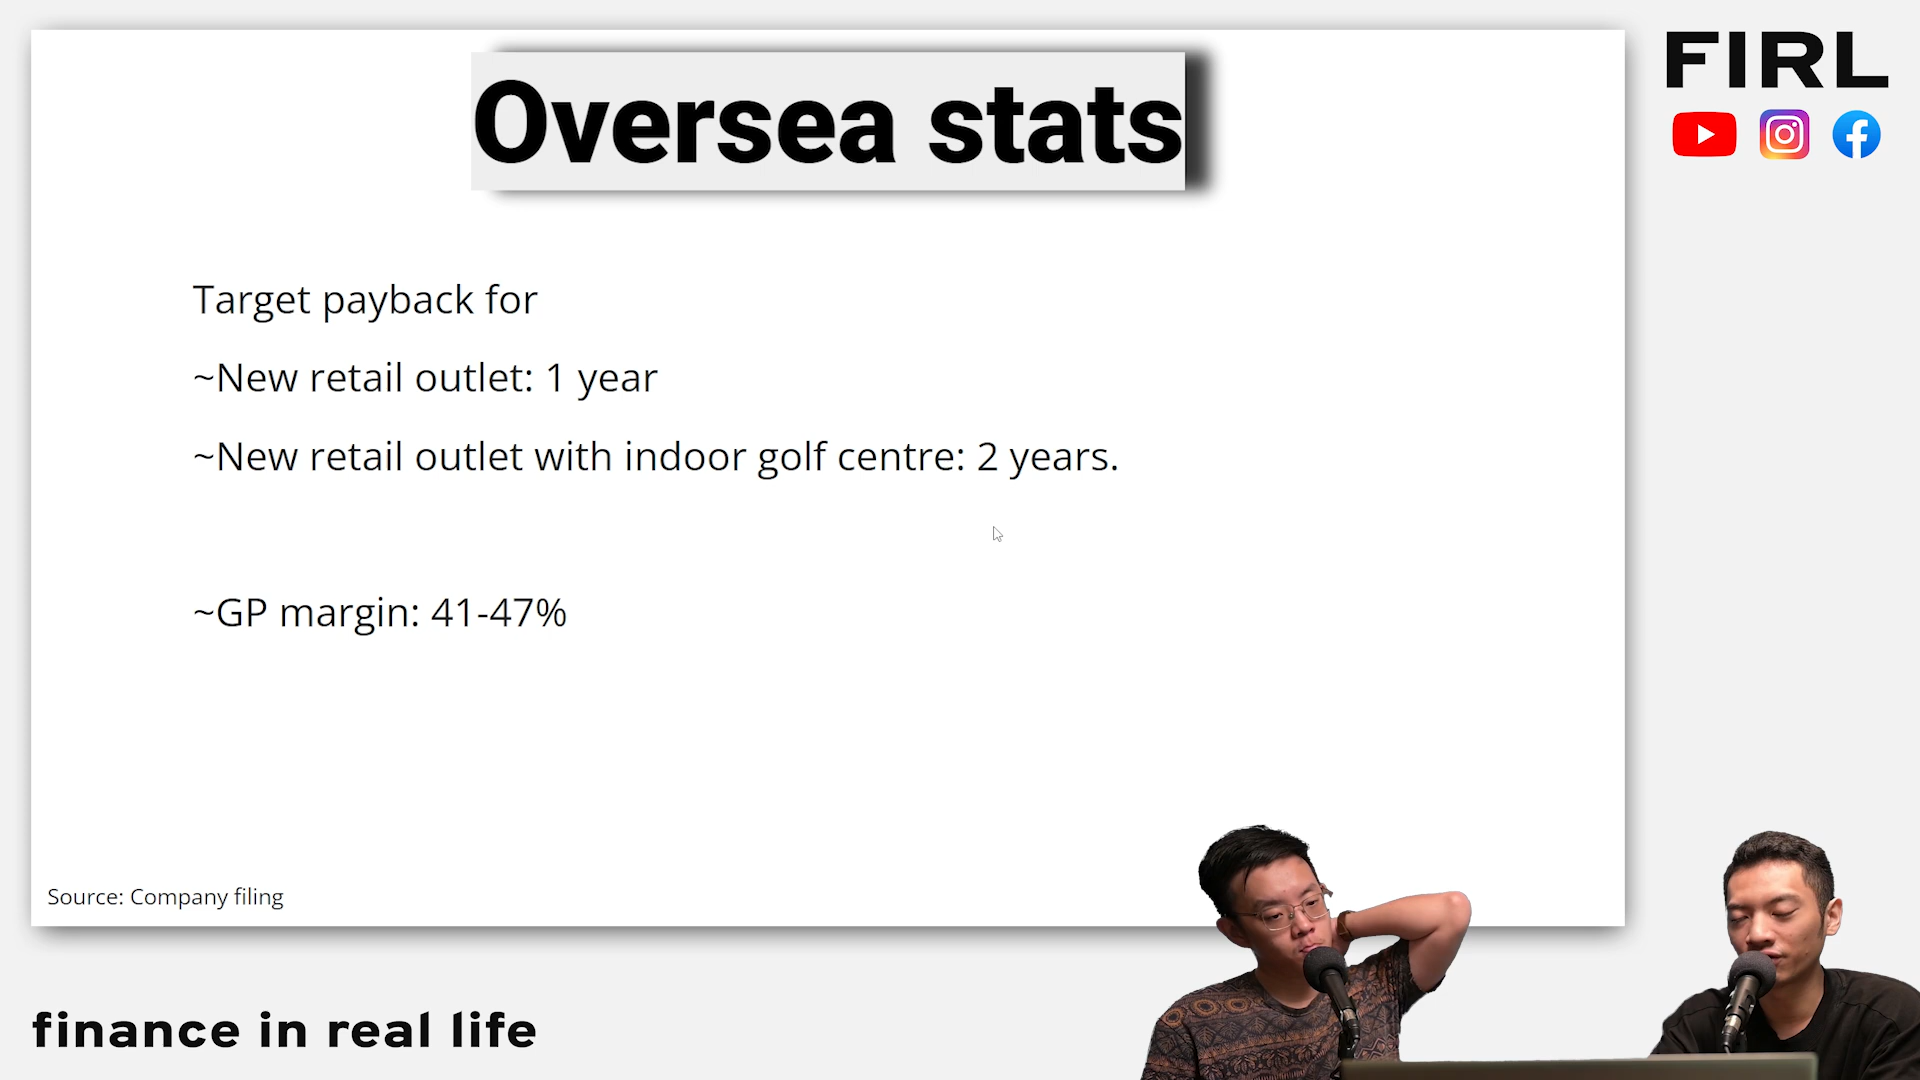 Oversea stats
FIRL
Target payback for
~New retail outlet: 1 year
~New retail outlet with indoor golf centre: 2 years.
~GP margin: 41-47%
Source: Company filing
finance in real life